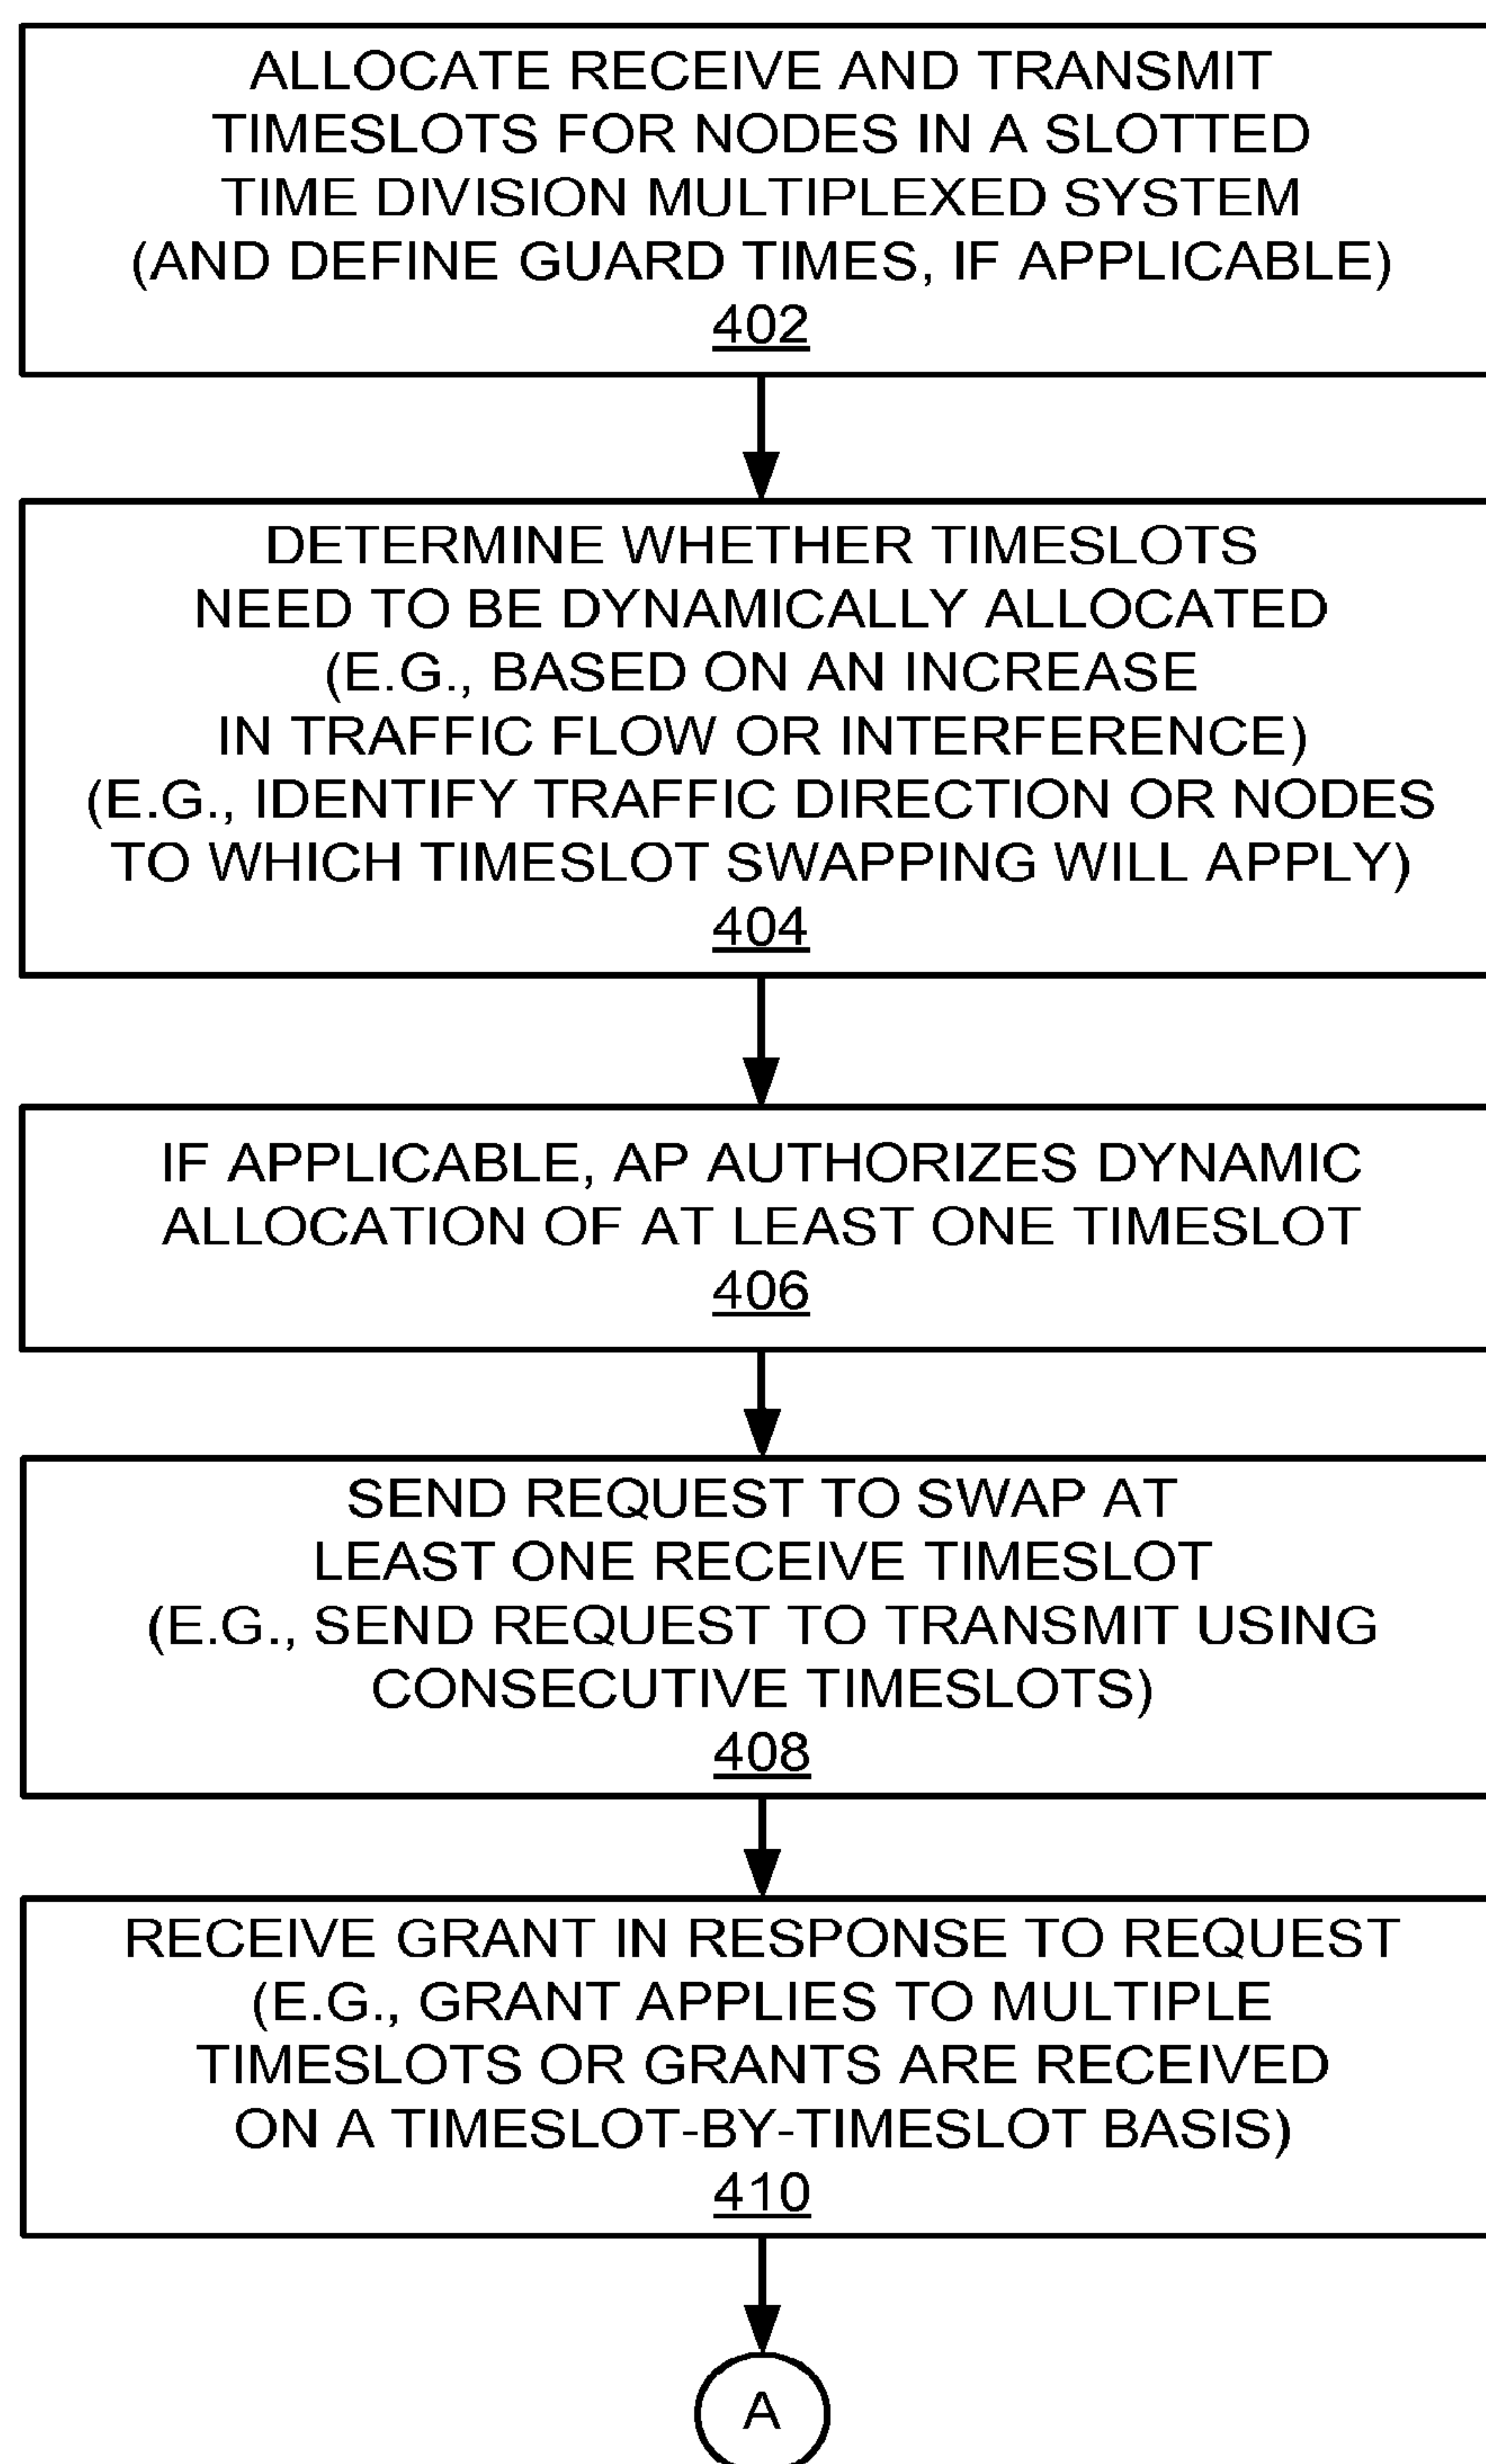 ALLOCATE RECEIVE AND TRANSMIT
TIMESLOTS FOR NODES IN A SLOTTED
TIME DIVISION MULTIPLEXED SYSTEM
(AND DEFINE GUARD TIMES, IF APPLICABLE)
402
DETERMINE WHETHER TIMESLOTS
NEED TO BE DYNAMICALLY ALLOCATED
(E.G., BASED ON AN INCREASE
IN TRAFFIC FLOW OR INTERFERENCE)
(E.G., IDENTIFY TRAFFIC DIRECTION OR NODES
TO WHICH TIMESLOT SWAPPING WILL APPLY)
404
IF APPLICABLE, AP AUTHORIZES DYNAMIC
ALLOCATION OF AT LEAST ONE TIMESLOT
406
SEND REQUEST TO SWAP AT
LEAST ONE RECEIVE TIMESLOT
(E.G., SEND REQUEST TO TRANSMIT USING
CONSECUTIVE TIMESLOTS)
408
RECEIVE GRANT IN RESPONSE TO REQUEST
(E.G., GRANT APPLIES TO MULTIPLE
TIMESLOTS OR GRANTS ARE RECEIVED
ON A TIMESLOT-BY-TIMESLOT BASIS)
410
A